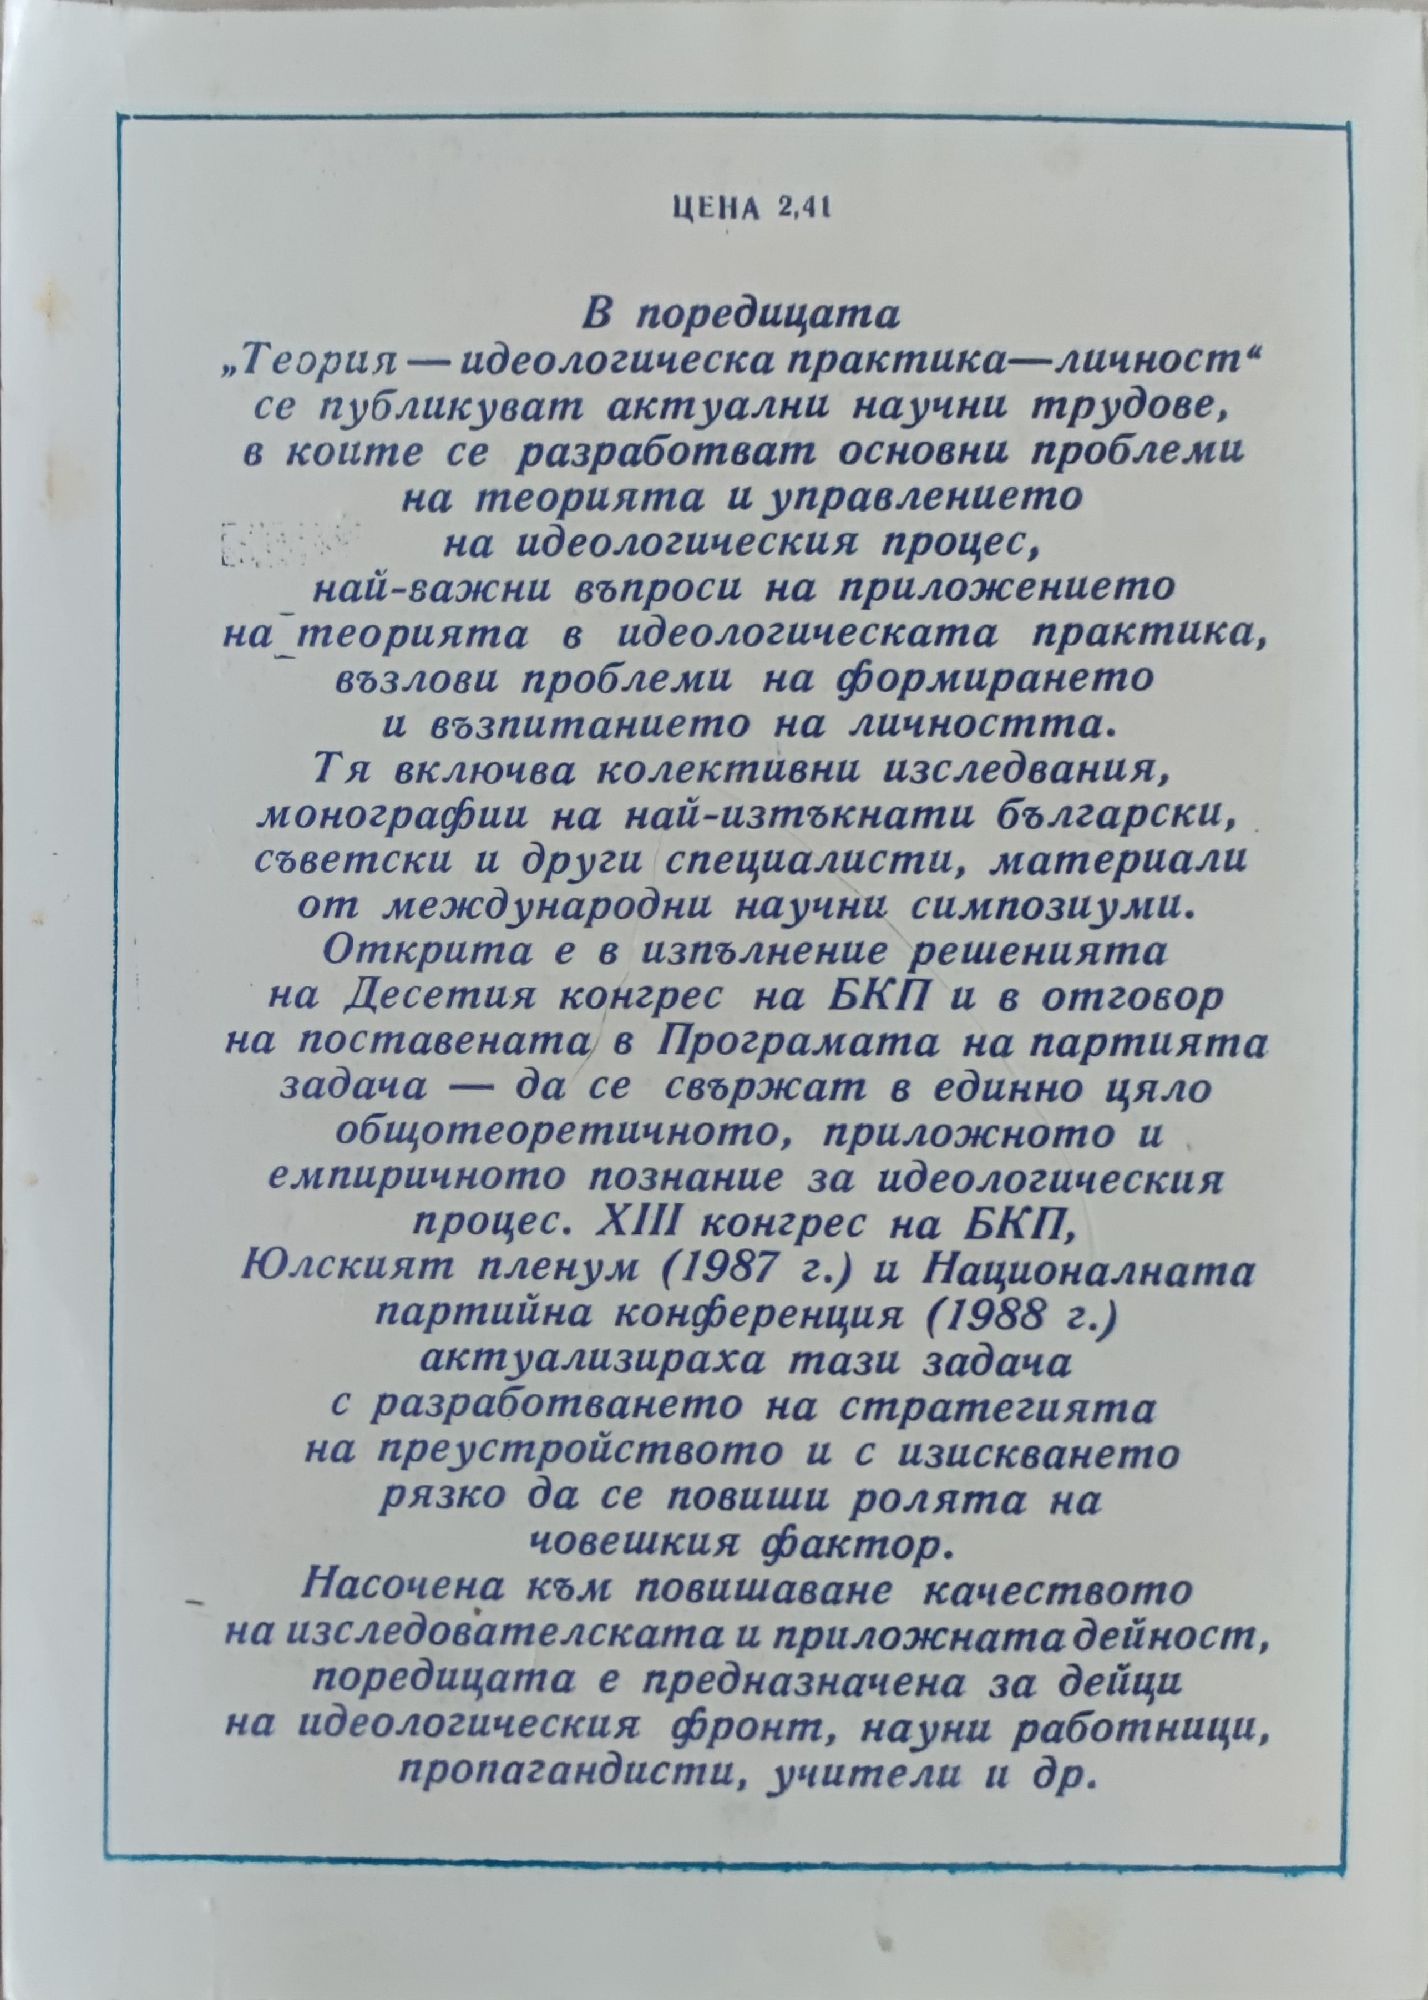 ЦЕНА 2,41
В поредицата
„Теория — идеологическа практика—личност“
се публикуват актуални научни трудове,
в които се разработват основни проблеми
на теорията и управлението
на идеологическия процес,
най-важни въпроси на приложението
на теорията в идеологическата практика,
възлови проблеми на формирането
и възпитанието на личността.
Тя включва колективни изследвания,
монографии на най-изтъкнати български,
съветски и други специалисти, материали
от международни научни симпозиуми.
Открита е в изпълнение решенията
на Десетия конгрес на БКП и в отговор
на поставената в Програмата на партията
задача — да се свържат в единно цяло
общотеоретичното, приложното и
емпиричното познание за идеологическия
процес. XIII конгрес на БКП,
Юлският пленум (1987 г.) и Националната
партийна конференция (1988 г.)
актуализираха тази задача
с разработването на стратегията
на преустройството и с изискването
рязко да се повиши ролята на
човешкия фактор.
Насочена към повишаване качеството
на изследователската и приложната дейност,
поредицата е предназначена за дейци
на идеологическия фронт, науни работници,
пропагандисти, учители и др.